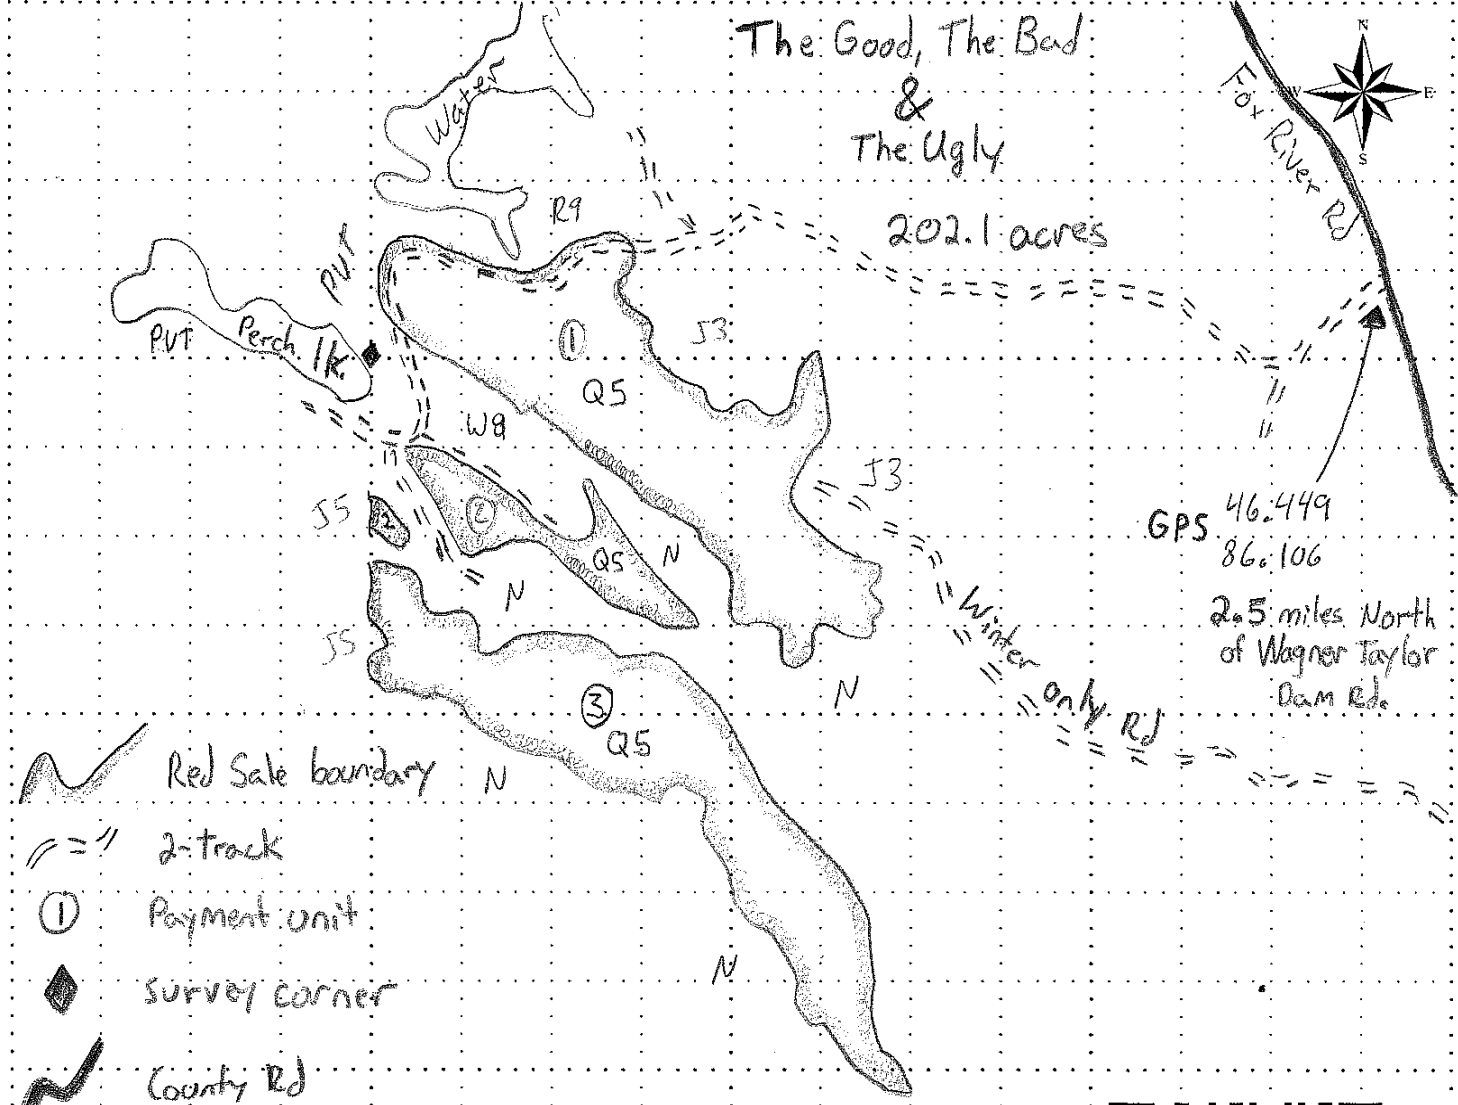 The Good, The Bad
&
The Ugly
202.1 acres
Fox River Rd
N
W
E
S
Water
R9
PVT
PVT
Perch lk.
1
Q5
J3
W8
J3
J5
2
2
Q5
N
N
J5
3
Q5
N
N
N
Winter only Rd
GPS 46.449
86.106
2.5 miles North
of Wagner Taylor
Dam Rd.
Red Sale boundary
2-track
1 Payment unit
Survey corner
County Rd